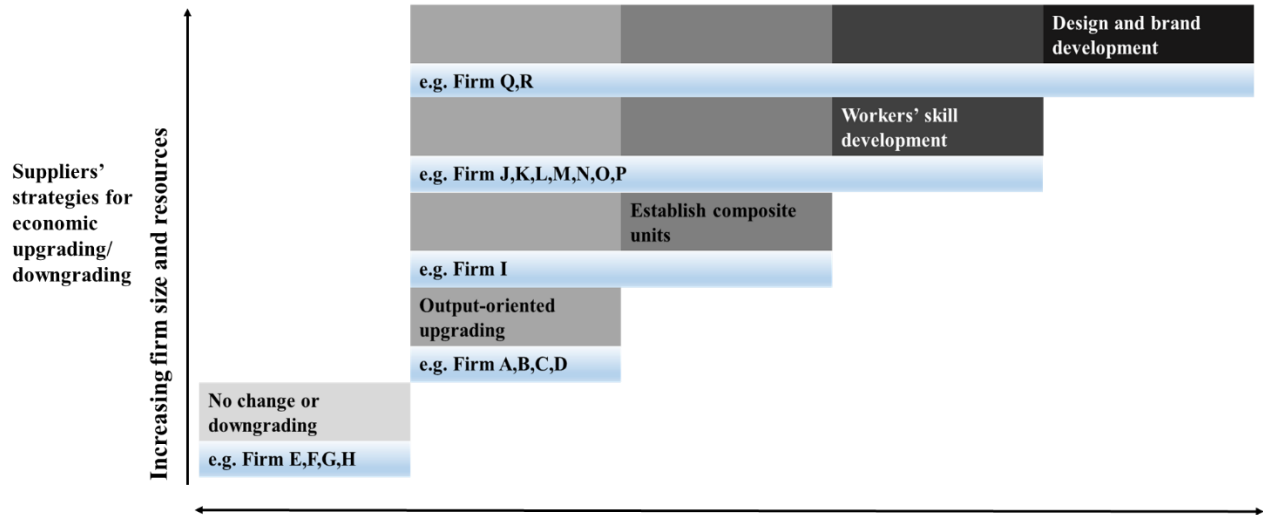 Design and brand
development
e.g. Firm Q,R
Workers’ skill
development
e.g. Firm J,K,L,M,N,O,P
Establish composite
units
e.g. Firm I
Output-oriented
upgrading
e.g. Firm A,B,C,D
No change or
downgrading
e.g. Firm E,F,G,H
Suppliers’
strategies for
economic
upgrading/
downgrading
Increasing firm size and resources